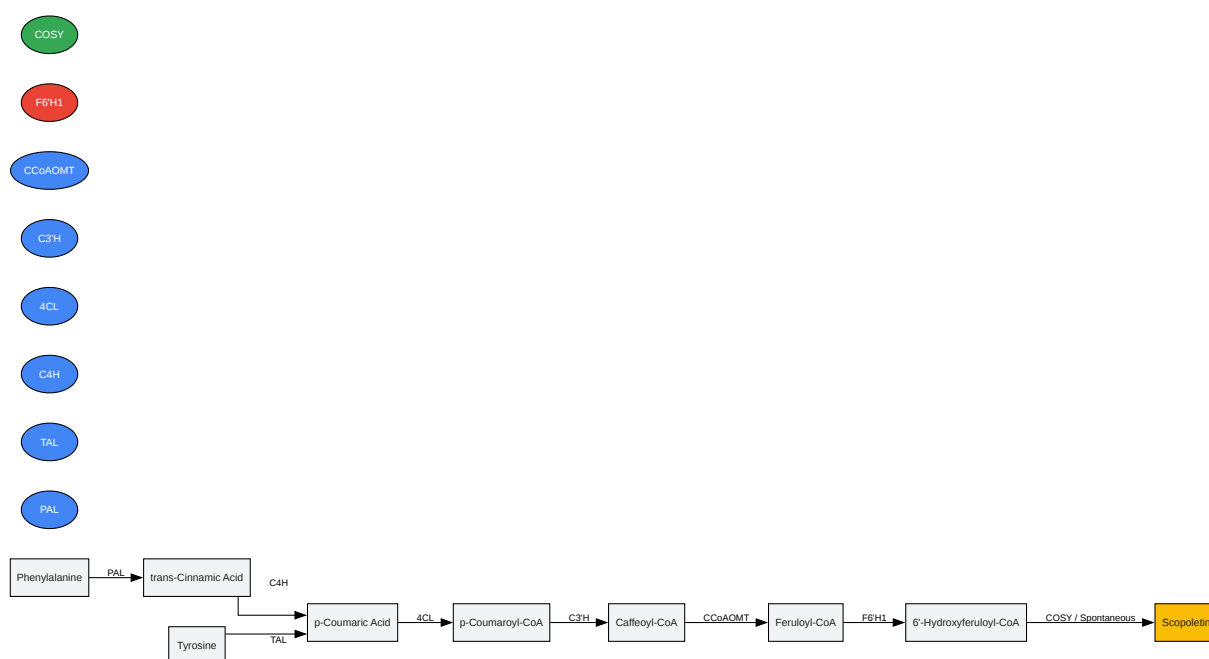 COSY
F6'H1
CCoAOMT
C3'H
4CL
C4H
TAL
PAL
Phenylalanine
PAL
trans-Cinnamic Acid
C4H
p-Coumaric Acid
4CL
p-Coumaroyl-CoA
C3'H
Caffeoyl-CoA
CCoAOMT
Feruloyl-CoA
F6'H1
6'-Hydroxyferuloyl-CoA
COSY / Spontaneous
Scopoletin
Tyrosine
TAL